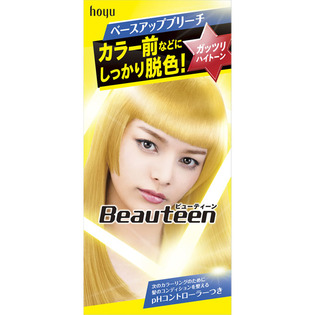 hoyu
ベースアップブリーチ
カラー前などに
しっかり脱色!
ガッツリ
ハイトーン
ビューティーン
Beauteen
次のカラーリングのために
髪のコンディションを整える
pHコントローラーつき